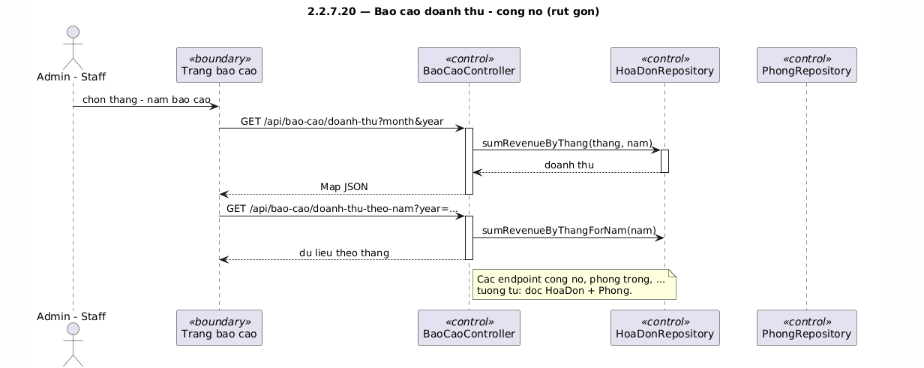 2.2.7.20 — Bao cao doanh thu - cong no (rut gon)
Admin - Staff
«boundary»
Trang bao cao
«control»
BaoCaoController
«control»
HoaDonRepository
«control»
PhongRepository
chon thang - nam bao cao
GET /api/bao-cao/doanh-thu?month&year
sumRevenueByThang(thang, nam)
doanh thu
Map JSON
GET /api/bao-cao/doanh-thu-theo-nam?year=...
sumRevenueByThangForNam(nam)
du lieu theo thang
Cac endpoint cong no, phong trong, ...
tuong tu: doc HoaDon + Phong.
Admin - Staff
«boundary»
Trang bao cao
«control»
BaoCaoController
«control»
HoaDonRepository
«control»
PhongRepository